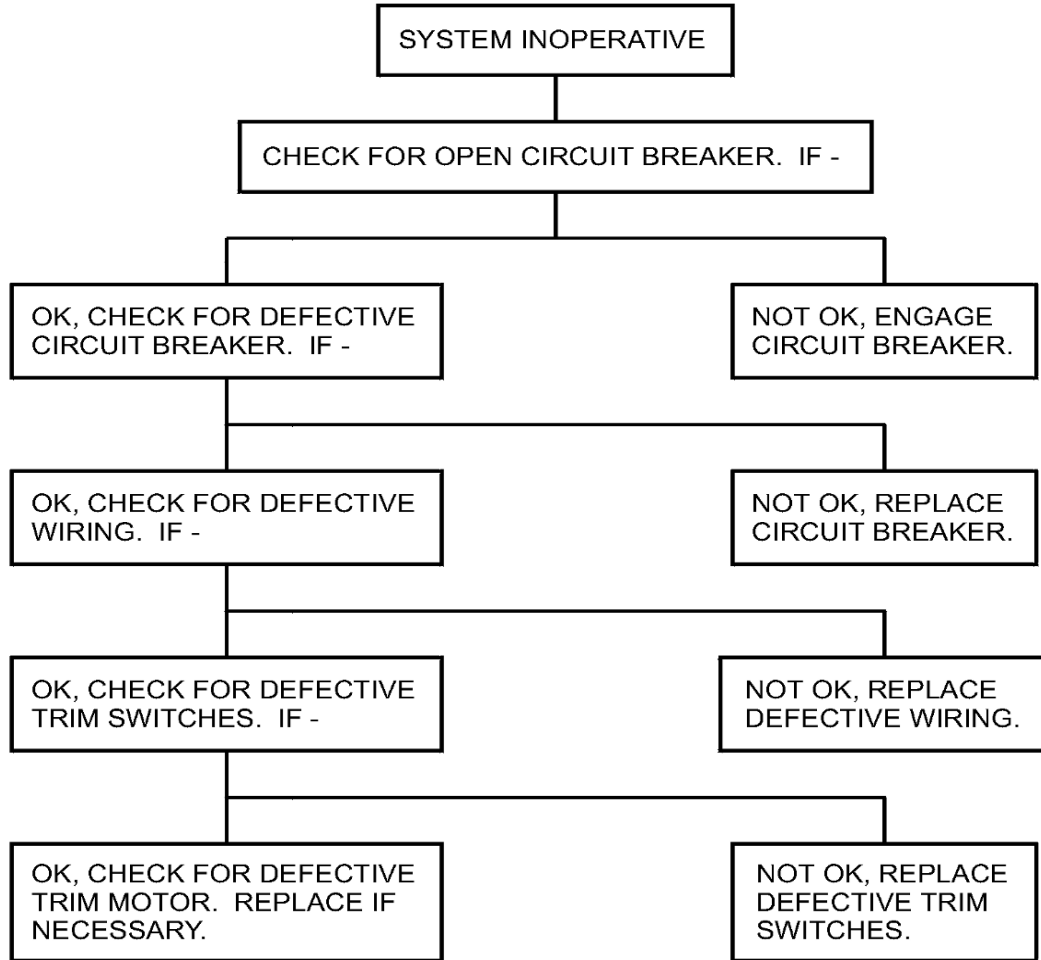 SYSTEM INOPERATIVE
CHECK FOR OPEN CIRCUIT BREAKER.  IF -
OK, CHECK FOR DEFECTIVE
CIRCUIT BREAKER.  IF -
NOT OK, ENGAGE
CIRCUIT BREAKER.
OK, CHECK FOR DEFECTIVE
WIRING.  IF -
NOT OK, REPLACE
CIRCUIT BREAKER.
OK, CHECK FOR DEFECTIVE
TRIM SWITCHES.  IF -
NOT OK, REPLACE
DEFECTIVE WIRING.
OK, CHECK FOR DEFECTIVE
TRIM MOTOR.  REPLACE IF
NECESSARY.
NOT OK, REPLACE
DEFECTIVE TRIM
SWITCHES.